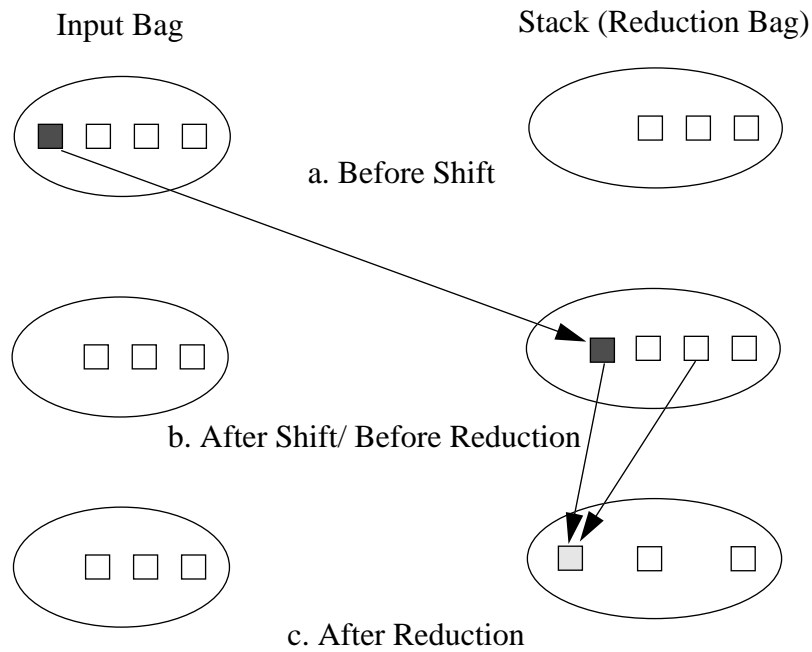 Input Bag
Stack (Reduction Bag)
a. Before Shift
b. After Shift/ Before Reduction
c. After Reduction